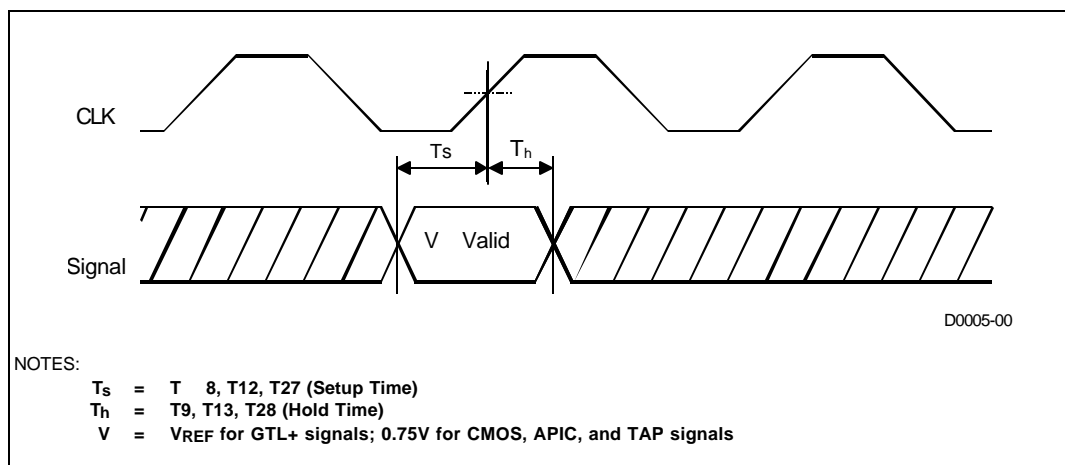 CLK
Ts Th
V Valid
Signal
D0005-00
NOTES:
Ts = T 8, T12, T27 (Setup Time)
Th = T9, T13, T28 (Hold Time)
V = VREF for GTL+ signals; 0.75V for CMOS, APIC, and TAP signals